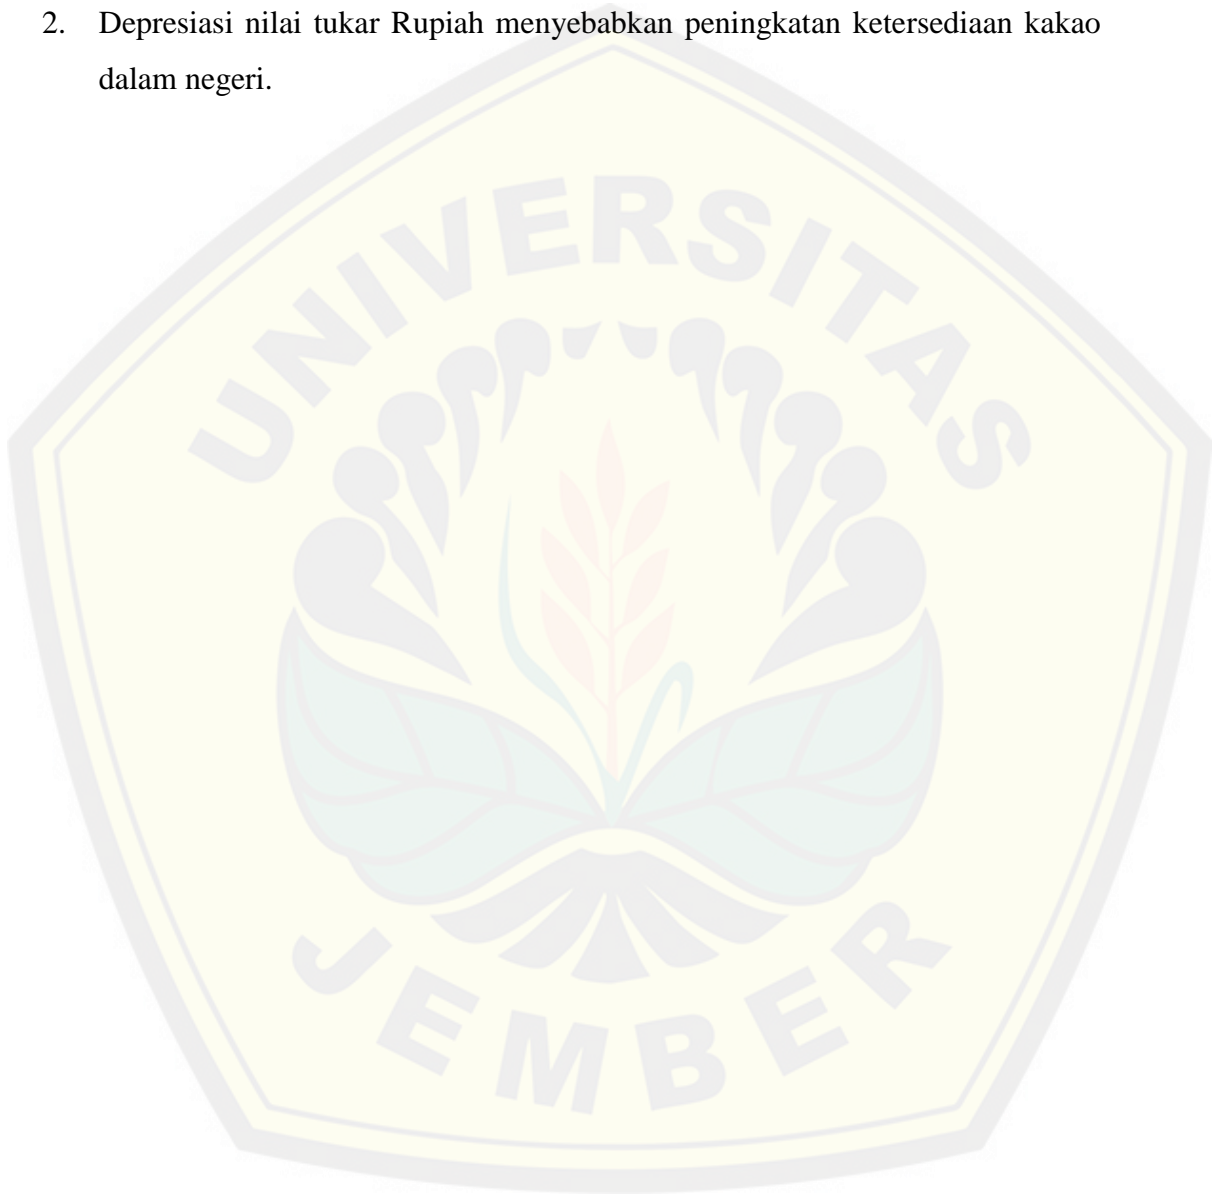 2. Depresiasi nilai tukar Rupiah menyebabkan peningkatan ketersediaan kakao
dalam negeri.
UNIVERSITAS
JEMBER